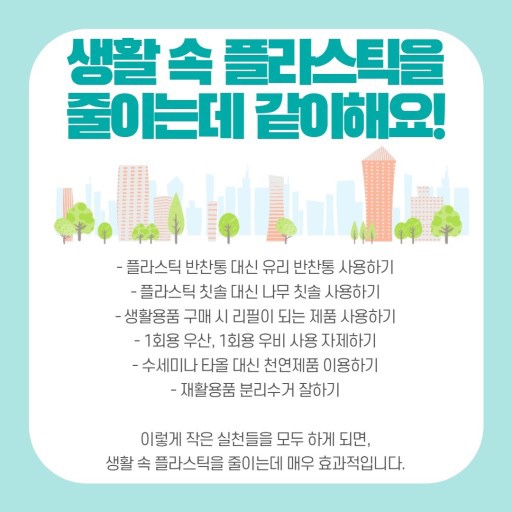 생활 속 플라스틱을
줄이는데 같이해요!
- 플라스틱 반찬통 대신 유리 반찬통 사용하기
- 플라스틱 칫솔 대신 나무 칫솔 사용하기
- 생활용품 구매 시 리필이 되는 제품 사용하기
- 1회용 우산, 1회용 우비 사용 자제하기
- 수세미나 타올 대신 천연제품 이용하기
- 재활용품 분리수거 잘하기
이렇게 작은 실천들을 모두 하게 되면,
생활 속 플라스틱을 줄이는데 매우 효과적입니다.